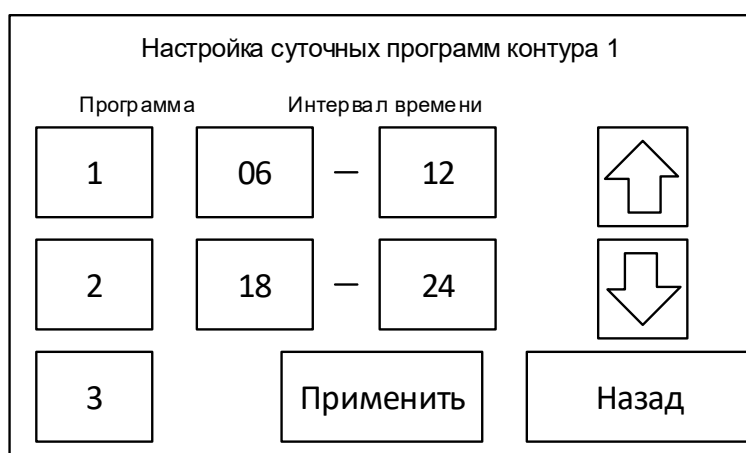 Настройка суточных программ контура 1
Программа Интервал времени
1 06 – 12
2 18 – 24
3 Применить Назад